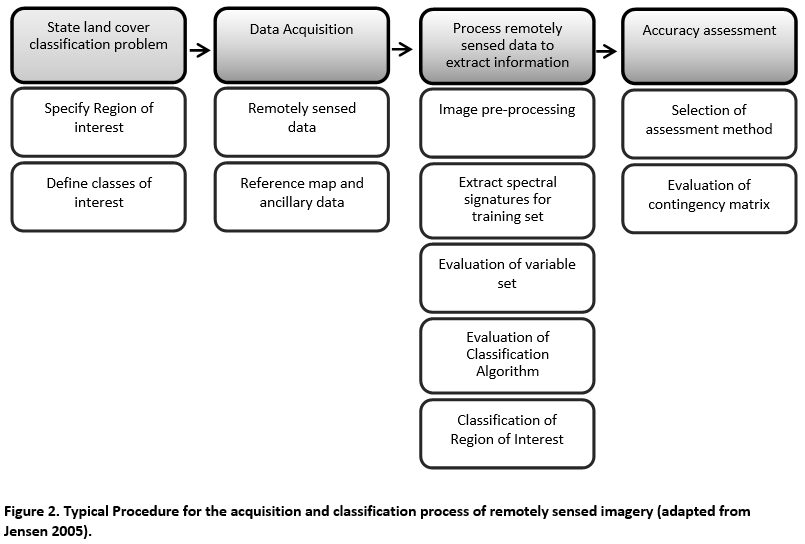 State land cover
classification problem
Specify Region of
interest
Define classes of
interest
Data Acquisition
Remotely sensed
data
Reference map and
ancillary data
Process remotely
sensed data to
extract information
Image pre-processing
Extract spectral
signatures for
training set
Evaluation of variable
set
Evaluation of
Classification
Algorithm
Classification of
Region of Interest
Accuracy assessment
Selection of
assessment method
Evaluation of
contingency matrix
Figure 2. Typical Procedure for the acquisition and classification process of remotely sensed imagery (adapted from
Jensen 2005).